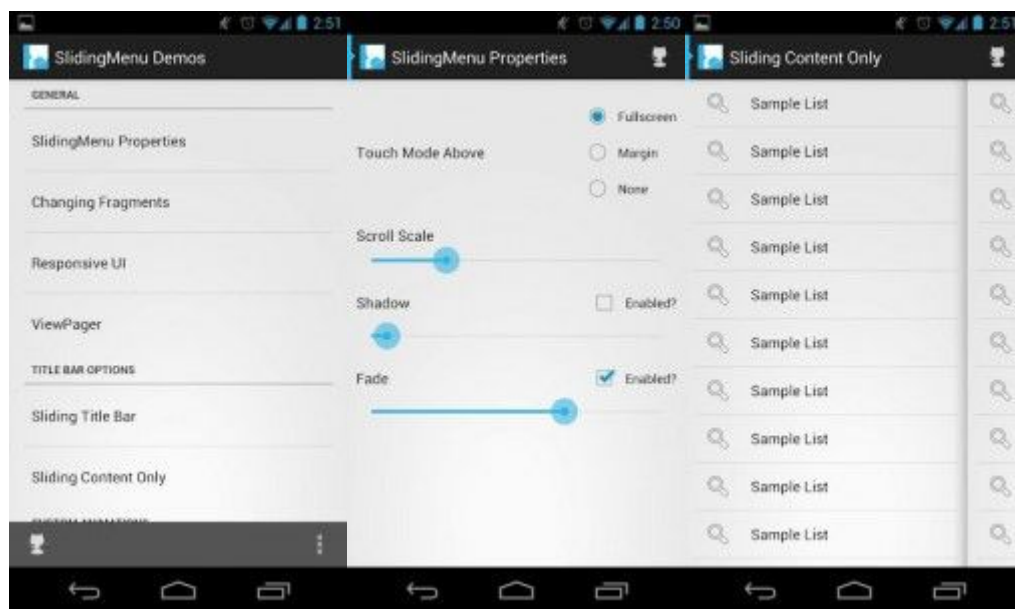 2:51
SlidingMenu Demos
GENERAL
SlidingMenu Properties
Changing Fragments
Responsive UI
ViewPager
TITLE BAR OPTIONS
Sliding Title Bar
Sliding Content Only
CUSTOM ANIMATIONS
2:50
SlidingMenu Properties
Touch Mode Above
Fullscreen
Margin
None
Scroll Scale
Shadow
Enabled?
Fade
Enabled?
2:51
Sliding Content Only
Sample List
Sample List
Sample List
Sample List
Sample List
Sample List
Sample List
Sample List
Sample List
Sample List